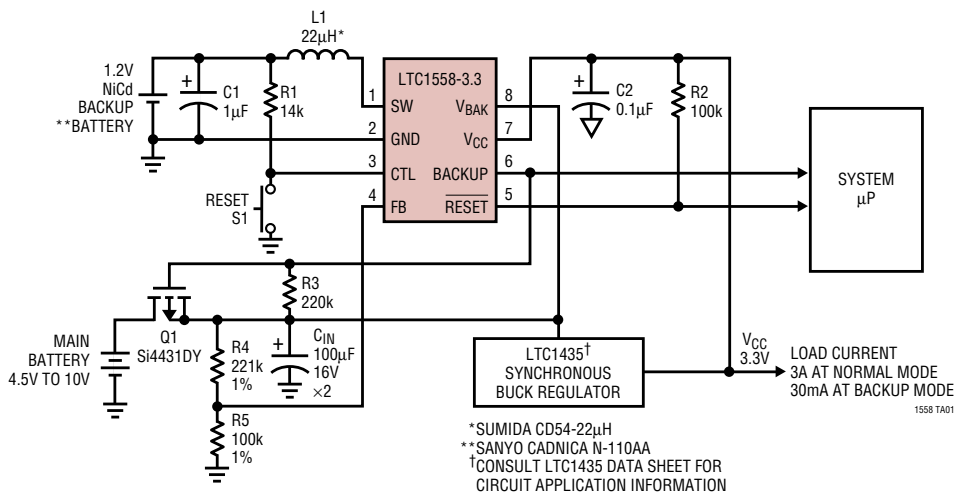 L1
22µH*
1.2V
NiCd
BACKUP
**BATTERY
+
C1
1µF
R1
14k
LTC1558-3.3
1
SW
2
GND
3
CTL
4
FB
VBAK
8
VCC
7
BACKUP
6
RESET
5
+
C2
0.1µF
R2
100k
SYSTEM
µP
RESET
S1
R3
220k
Q1
Si4431DY
MAIN
BATTERY
4.5V TO 10V
R4
221k
1%
+
CIN
100µF
16V
×2
R5
100k
1%
LTC1435†
SYNCHRONOUS
BUCK REGULATOR
VCC
3.3V
LOAD CURRENT
3A AT NORMAL MODE
30mA AT BACKUP MODE
1558 TA01
*SUMIDA CD54-22µH
**SANYO CADNICA N-110AA
†CONSULT LTC1435 DATA SHEET FOR
CIRCUIT APPLICATION INFORMATION